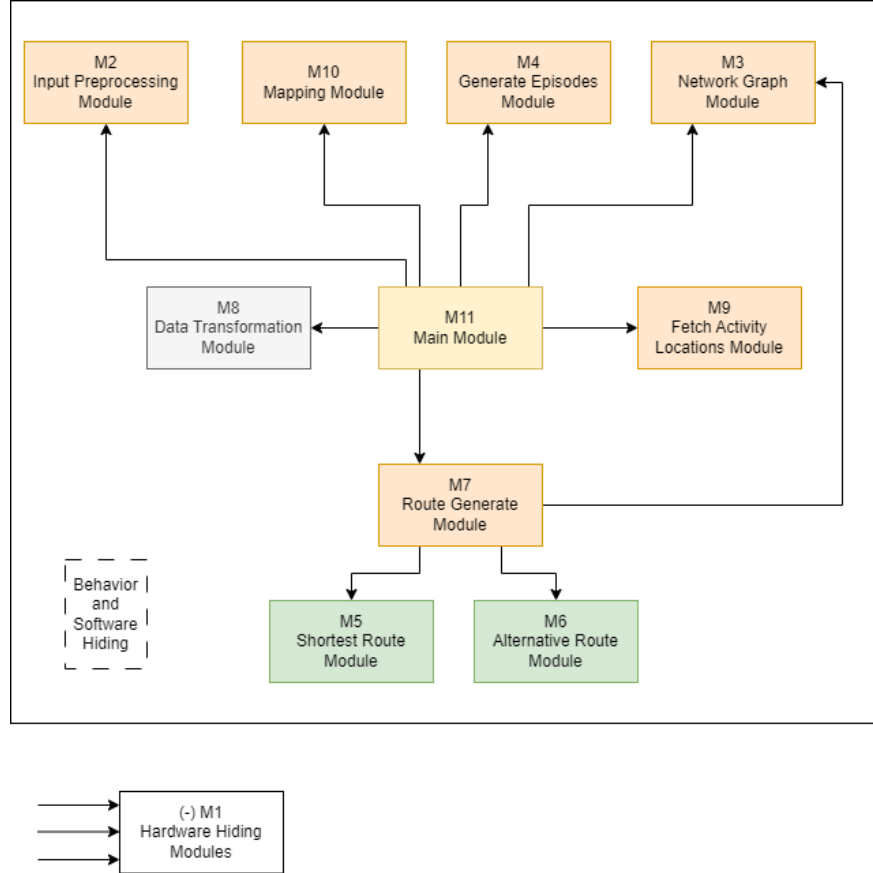 M2
Input Preprocessing
Module
M10
Mapping Module
M4
Generate Episodes
Module
M3
Network Graph
Module
M8
Data Transformation
Module
M11
Main Module
M9
Fetch Activity
Locations Module
M7
Route Generate
Module
Behavior
and
Software
Hiding
M5
Shortest Route
Module
M6
Alternative Route
Module
(-) M1
Hardware Hiding
Modules